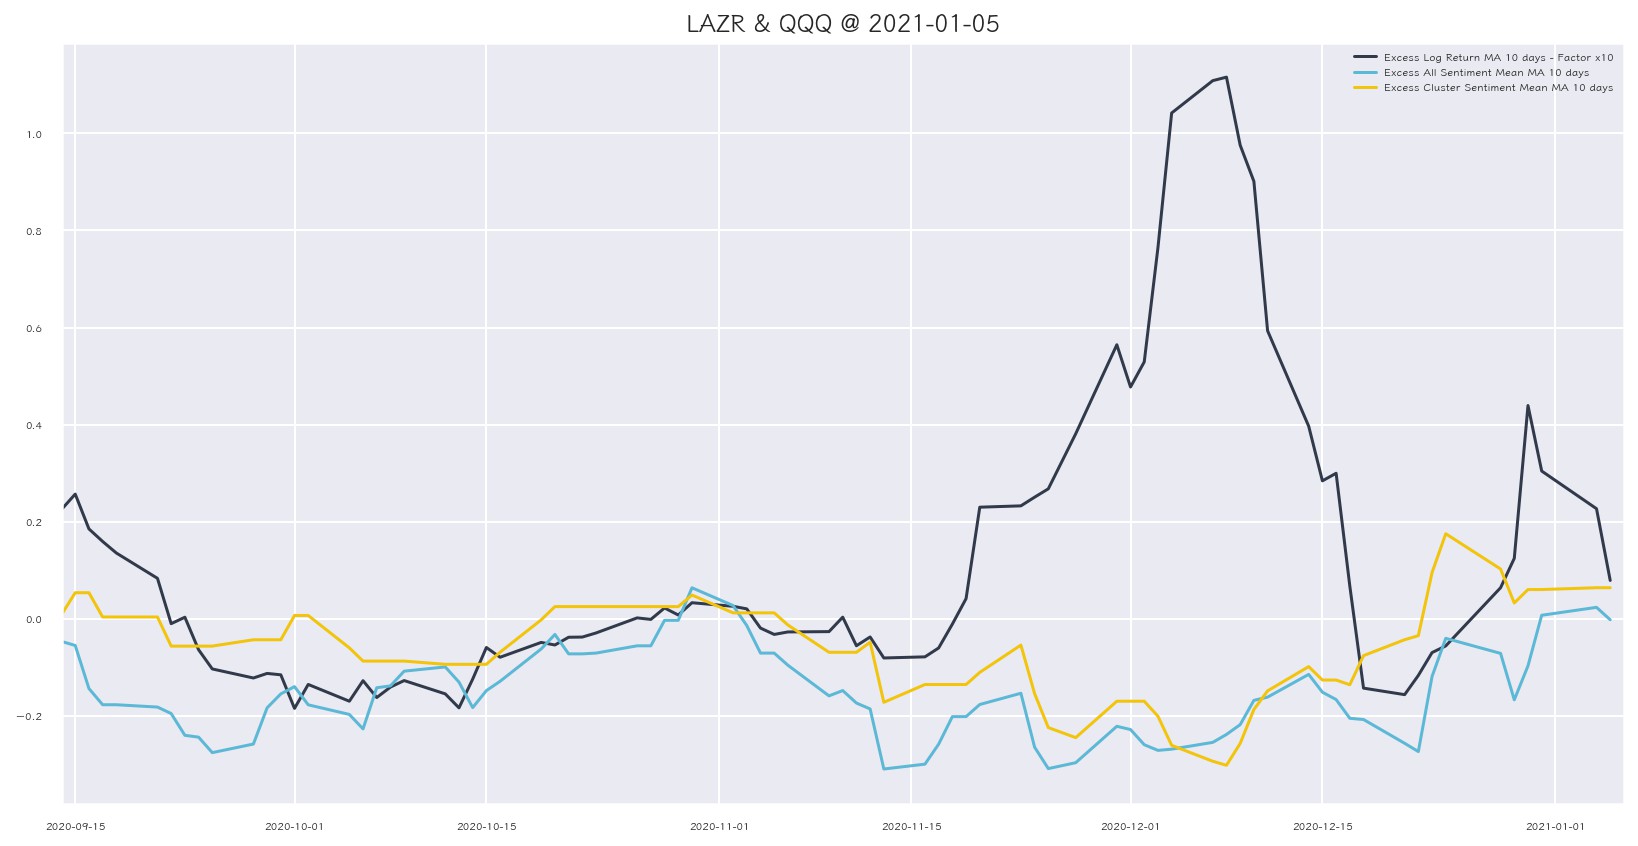 LAZR & QQQ @ 2021-01-05
Excess Log Return MA 10 days - Factor x10
Excess All Sentiment Mean MA 10 days
Excess Cluster Sentiment Mean MA 10 days
1.0
0.8
0.6
0.4
0.2
0.0
−0.2
2020-09-15 2020-10-01 2020-10-15 2020-11-01 2020-11-15 2020-12-01 2020-12-15 2021-01-01